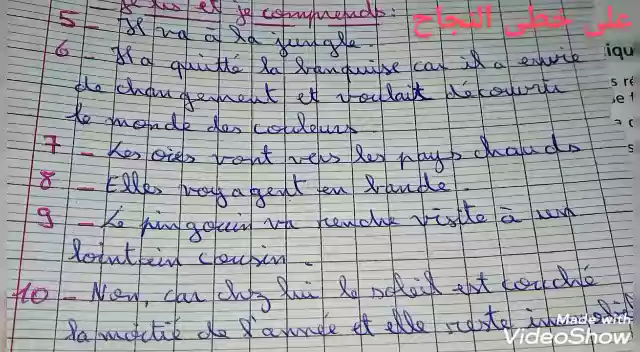 Je lis et je comprends:
على خطى النجاح
5 - Il va à la jungle.
6 - Il a quitté la banquise car il a envie
de changement et voulait découvrir
le monde des couleurs
7 - Les oies vont vers les pays chauds
8 - Elles voyagent en bande.
9 - Le pingouin va rendre visite à un
lointain cousin.
10 - Non, car chez lui le soleil est couché
la moitié de l'année et elle reste
iqu
s ré
Made with
VideoShow